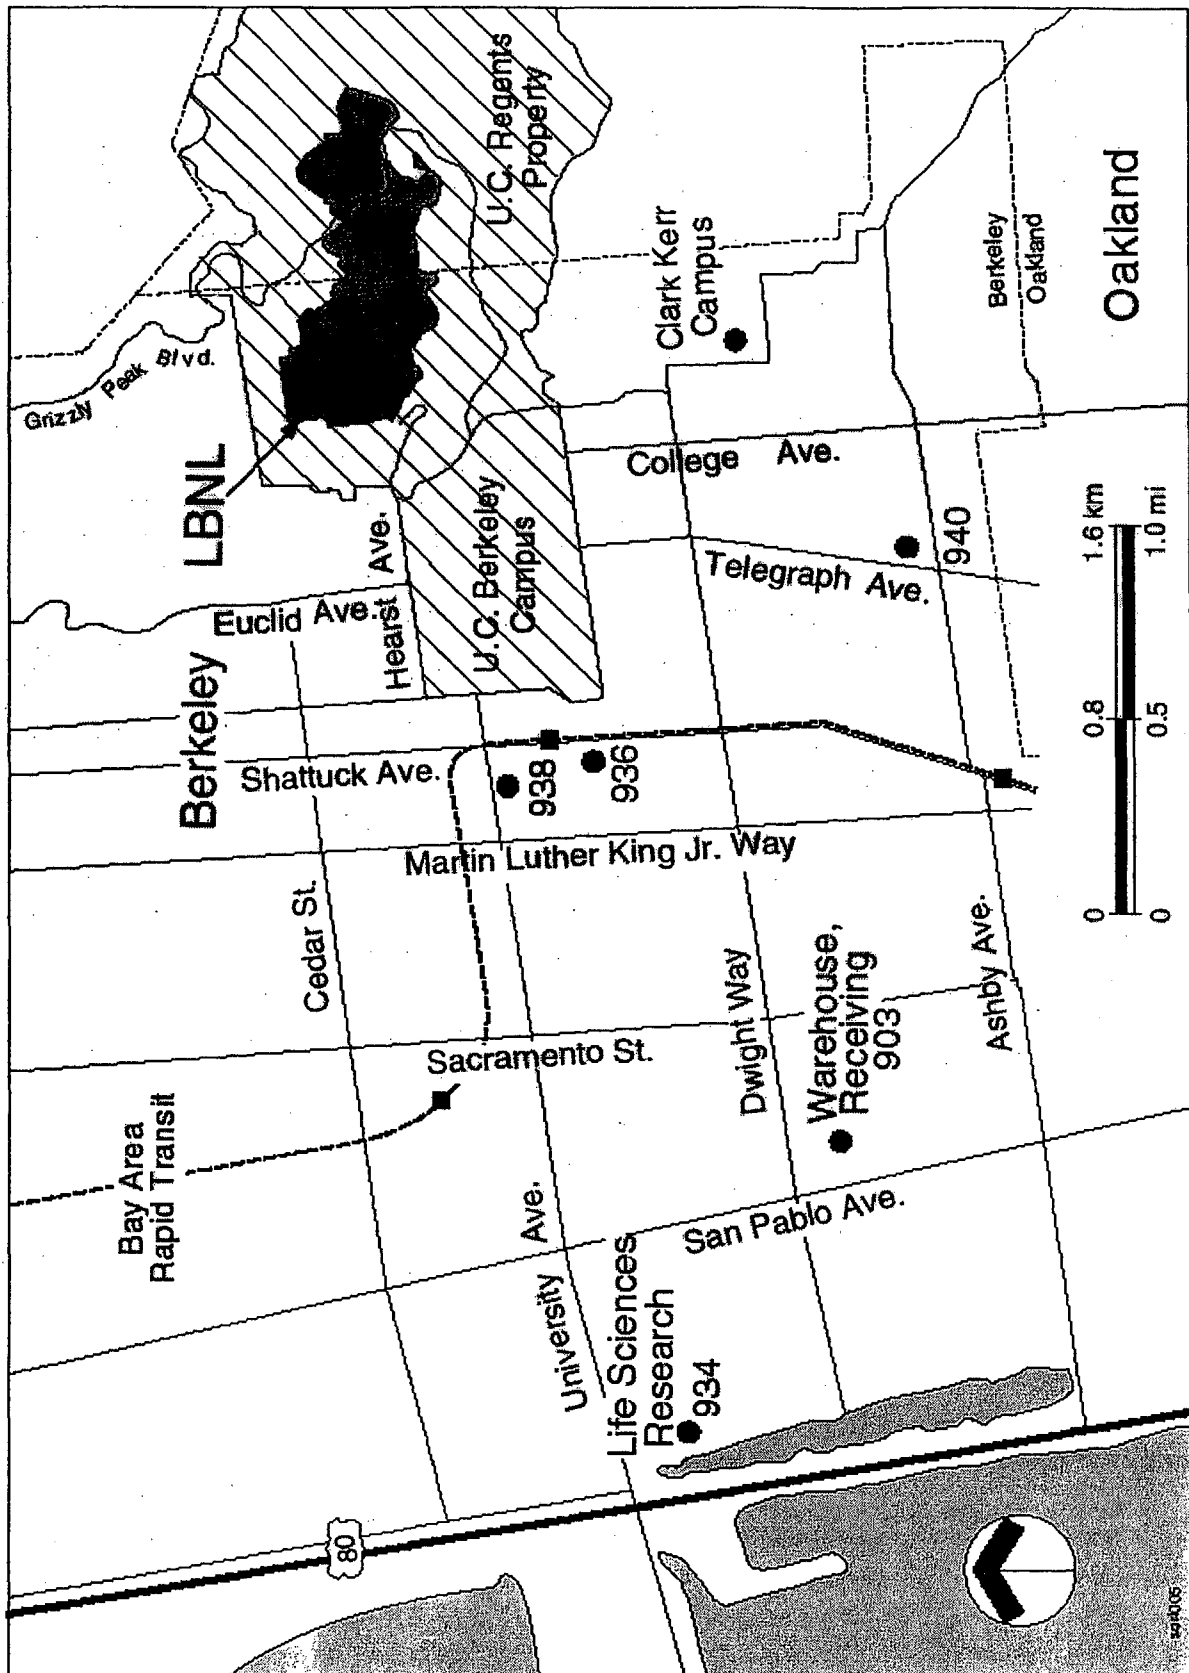 Grizzly Peak Blvd.
LBNL
U.C. Regents
Property
Berkeley
Euclid Ave.
Hearst Ave.
U.C. Berkeley
Campus
Clark Kerr
Campus
Berkeley
Oakland
Oakland
College Ave.
Telegraph Ave.
940
Shattuck Ave.
938
936
Martin Luther King Jr. Way
Cedar St.
Sacramento St.
Dwight Way
Ashby Ave.
Warehouse,
Receiving
903
Bay Area
Rapid Transit
University Ave.
San Pablo Ave.
Life Sciences
Research
934
80
0 0.8 1.6 km
0 0.5 1.0 mi